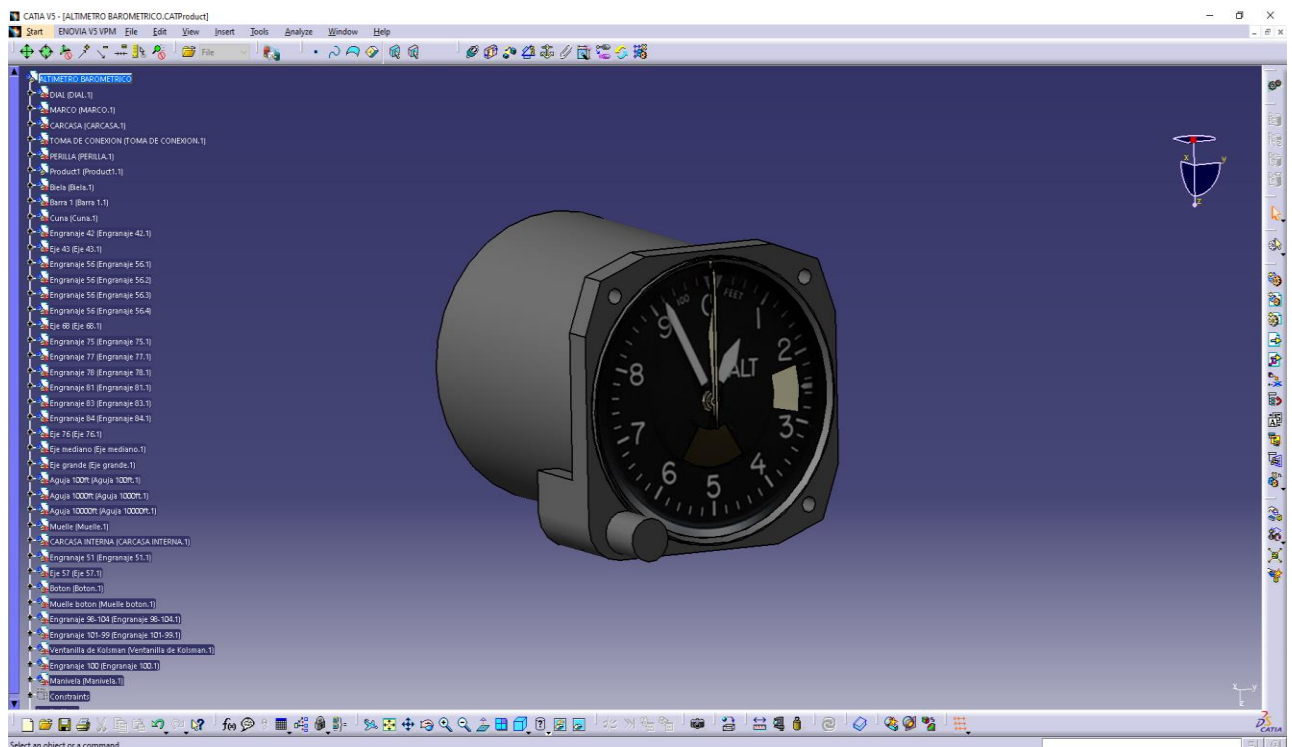 CATIA V5 - [ALTIMETRO BAROMETRICO.CATProduct]
Start ENOVIA V5 VPM File Edit View Insert Tools Analyze Window Help
File
ALTIMETRO BAROMETRICO
DIAL (DIAL.1)
MARCO (MARCO.1)
CARCASA (CARCASA.1)
TOMA DE CONEXION (TOMA DE CONEXION.1)
PERILLA (PERILLA.1)
Product1 (Product1.1)
Biela (Biela.1)
Barra 1 (Barra 1.1)
Cuna (Cuna.1)
Engranaje 42 (Engranaje 42.1)
Eje 43 (Eje 43.1)
Engranaje 56 (Engranaje 56.1)
Engranaje 56 (Engranaje 56.2)
Engranaje 56 (Engranaje 56.3)
Engranaje 56 (Engranaje 56.4)
Eje 68 (Eje 68.1)
Engranaje 75 (Engranaje 75.1)
Engranaje 77 (Engranaje 77.1)
Engranaje 78 (Engranaje 78.1)
Engranaje 81 (Engranaje 81.1)
Engranaje 83 (Engranaje 83.1)
Engranaje 84 (Engranaje 84.1)
Eje 76 (Eje 76.1)
Eje mediano (Eje mediano.1)
Eje grande (Eje grande.1)
Aguja 100ft (Aguja 100ft.1)
Aguja 1000ft (Aguja 1000ft.1)
Aguja 10000ft (Aguja 10000ft.1)
Muelle (Muelle.1)
CARCASA INTERNA (CARCASA INTERNA.1)
Engranaje 51 (Engranaje 51.1)
Eje 57 (Eje 57.1)
Boton (Boton.1)
Muelle boton (Muelle boton.1)
Engranaje 98-104 (Engranaje 98-104.1)
Engranaje 101-99 (Engranaje 101-99.1)
Ventanilla de Kolsman (Ventanilla de Kolsman.1)
Engranaje 100 (Engranaje 100.1)
Manivela (Manivela.1)
Constraints
100 FEET
0
1
2
3
4
5
6
7
8
9
ALT
x y
z
x y
z
f(x)
CATIA
Select an object or a command